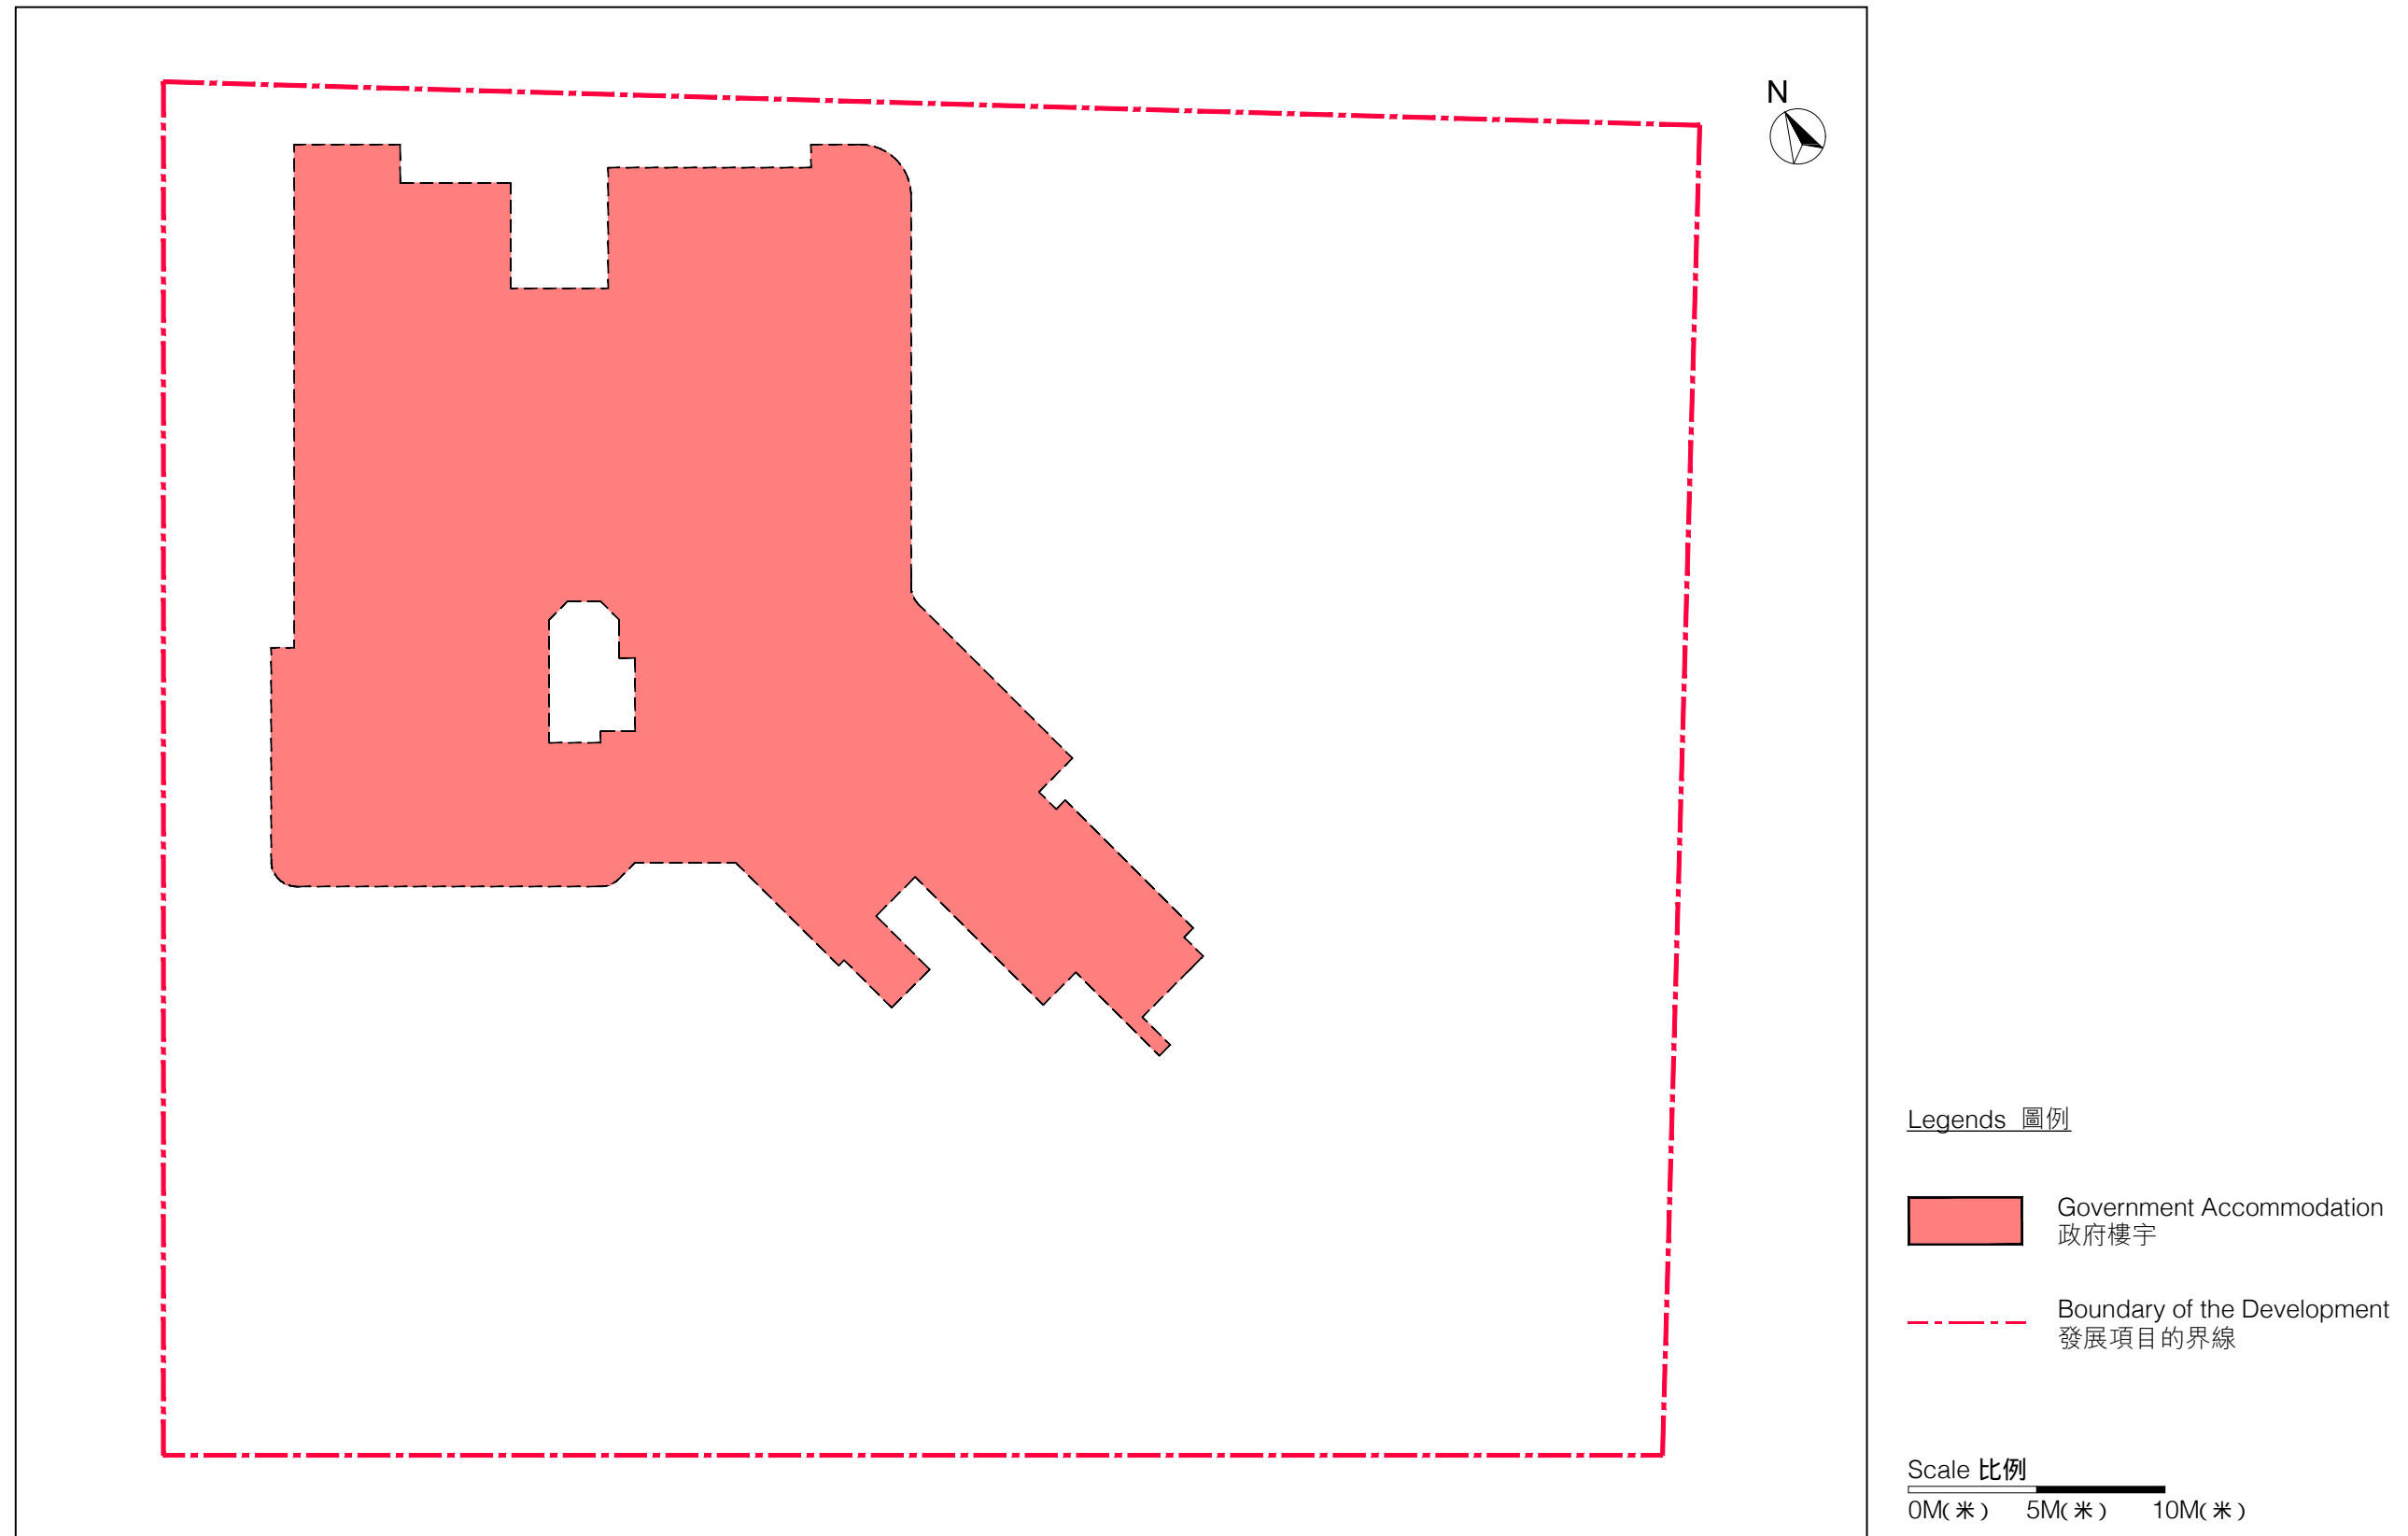 N
Legends 圖例
Government Accommodation
政府樓宇
Boundary of the Development
發展項目的界線
Scale 比例
0M(米) 5M(米) 10M(米)